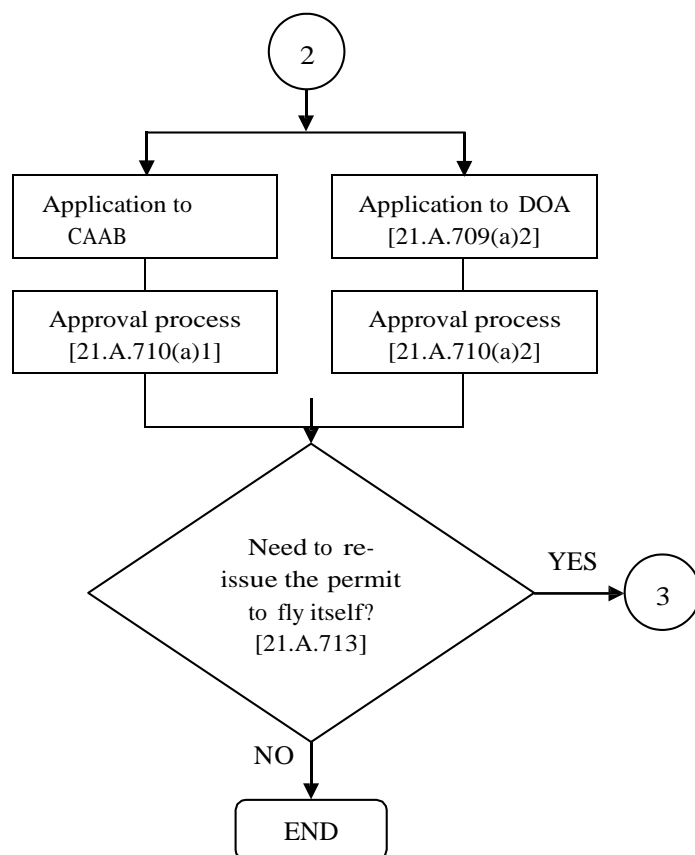 2
Application to
CAAB
Application to DOA
[21.A.709(a)2]
Approval process
[21.A.710(a)1]
Approval process
[21.A.710(a)2]
Need to re-
issue the permit
to fly itself?
[21.A.713]
YES
3
NO
END